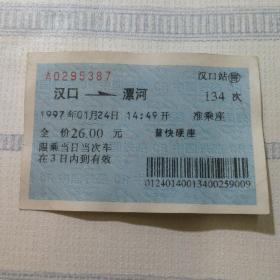 A0295387 汉口站售
汉口 漯河 134 次
1997年01月24日 14:49开 准乘座
全 价26.00 元 普快硬座
限乘当日当次车
在3日内到有效
01240140013400259009